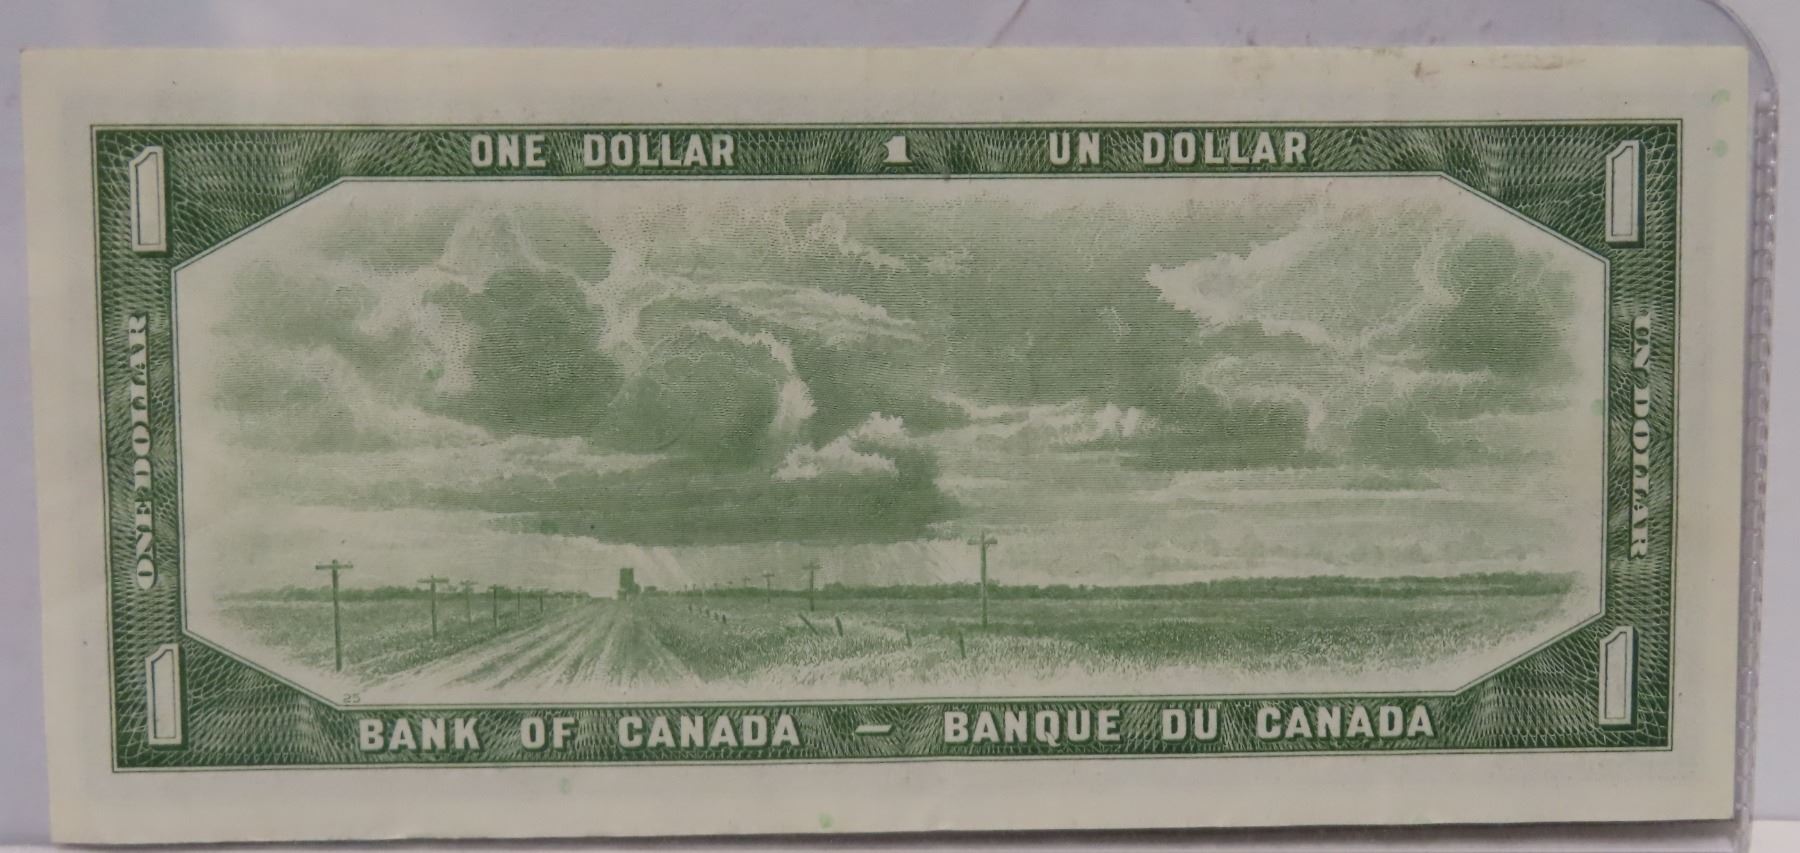 ONE DOLLAR 1 UN DOLLAR
1 1
ONE DOLLAR
UN DOLLAR
1 1
25
BANK OF CANADA — BANQUE DU CANADA